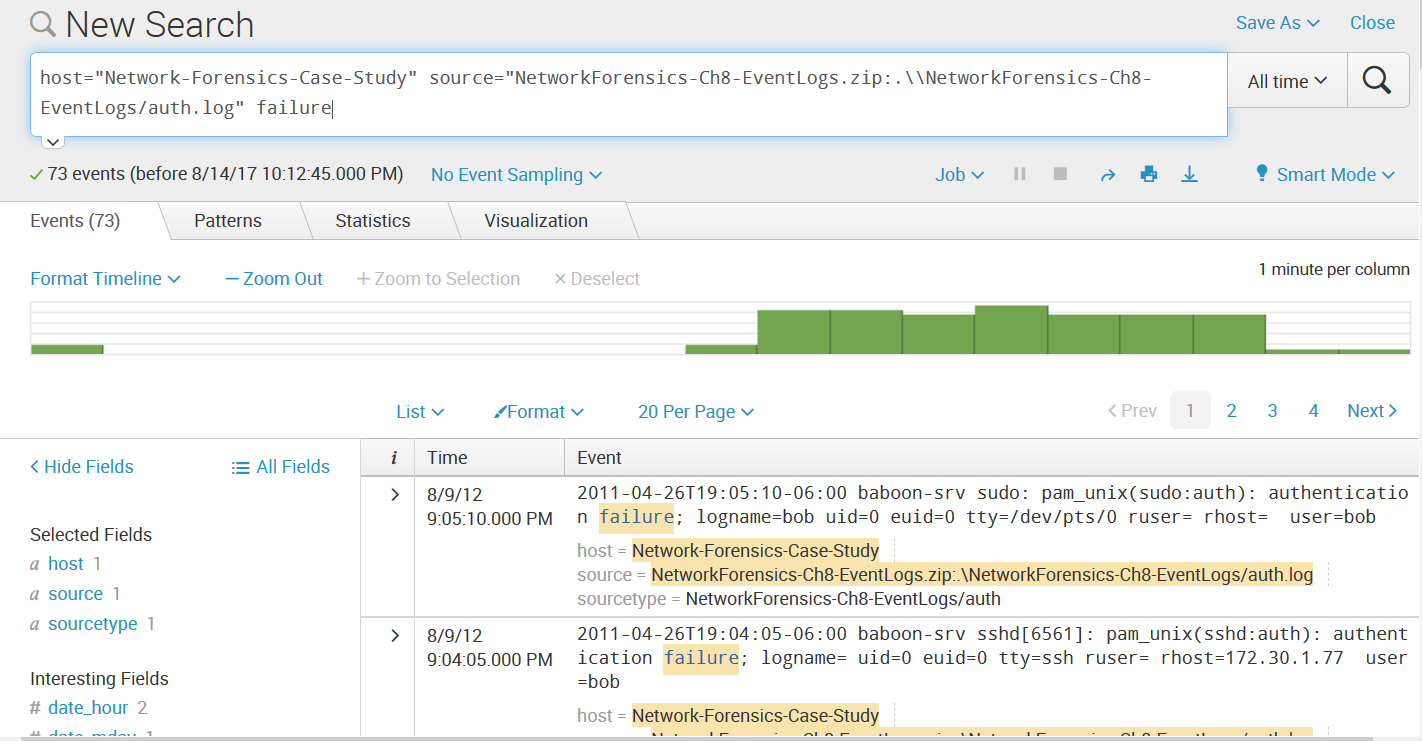 New Search
Save As
Close
host="Network-Forensics-Case-Study" source="NetworkForensics-Ch8-EventLogs.zip:.\\NetworkForensics-Ch8-
EventLogs/auth.log" failure
All time
73 events (before 8/14/17 10:12:45.000 PM)
No Event Sampling
Job
Smart Mode
Events (73)
Patterns
Statistics
Visualization
Format Timeline
— Zoom Out
+ Zoom to Selection
× Deselect
1 minute per column
List
Format
20 Per Page
< Prev
1
2
3
4
Next >
< Hide Fields
All Fields
i
Time
Event
Selected Fields
a host 1
a source 1
a sourcetype 1
Interesting Fields
# date_hour 2
# date_mday 1
>
8/9/12
9:05:10.000 PM
2011-04-26T19:05:10-06:00 baboon-srv sudo: pam_unix(sudo:auth): authenticatio
n failure; logname=bob uid=0 euid=0 tty=/dev/pts/0 ruser= rhost=  user=bob
host = Network-Forensics-Case-Study
source = NetworkForensics-Ch8-EventLogs.zip:.\NetworkForensics-Ch8-EventLogs/auth.log
sourcetype = NetworkForensics-Ch8-EventLogs/auth
>
8/9/12
9:04:05.000 PM
2011-04-26T19:04:05-06:00 baboon-srv sshd[6561]: pam_unix(sshd:auth): authent
ication failure; logname= uid=0 euid=0 tty=ssh ruser= rhost=172.30.1.77  user
=bob
host = Network-Forensics-Case-Study